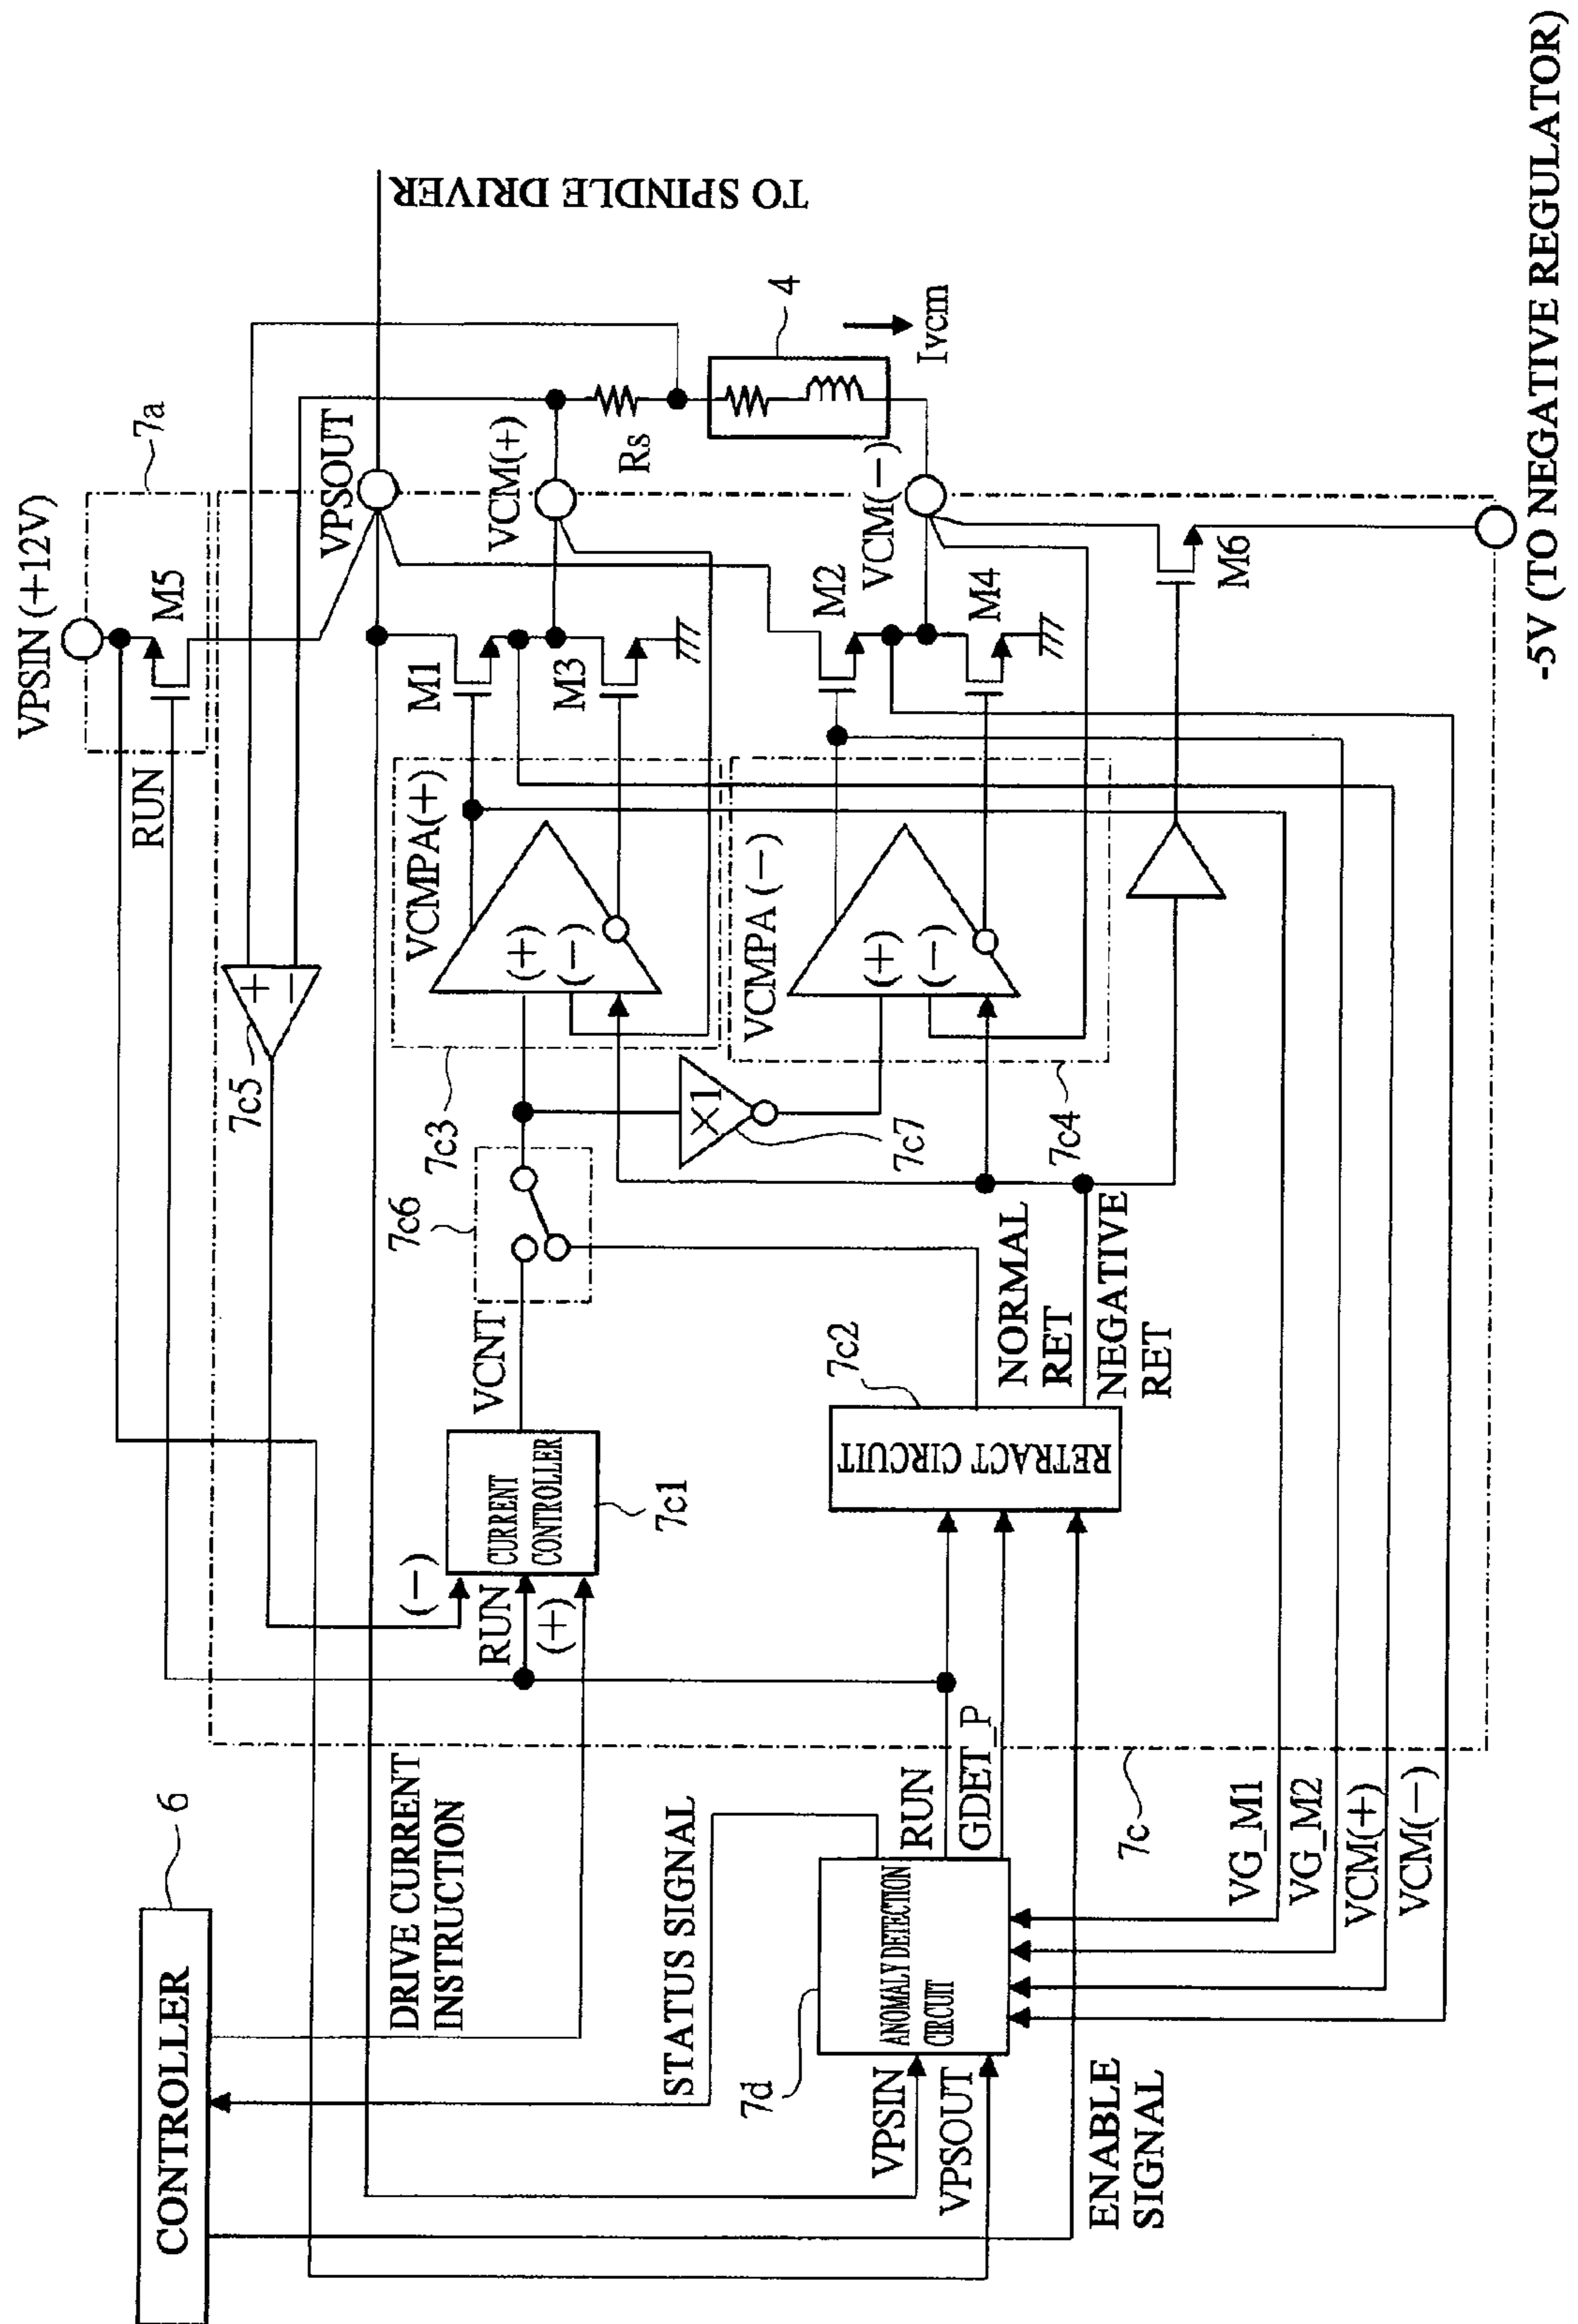 VPSIN (+12V)
7a
M5
RUN
VPSOUT
TO SPINDLE DRIVER
7c5
+
−
VCMPA(+)
(+)
(−)
M1
M3
VCM(+)
Rs
4
Ivcm
7c3
7c6
VCNT
X1
7c7
VCMPA (−)
(+)
(−)
M2
M4
VCM(−)
7c4
M6
-5V (TO NEGATIVE REGULATOR)
CURRENT
CONTROLLER
7c1
(−)
RUN
(+)
7c2
RETRACT CIRCUIT
NORMAL
RET
NEGATIVE
RET
6
CONTROLLER
DRIVE CURRENT
INSTRUCTION
STATUS SIGNAL
RUN
GDET_P
7d
ANOMALY DETECTION
CIRCUIT
VPSIN
VPSOUT
ENABLE
SIGNAL
7c
VG_M1
VG_M2
VCM(+)
VCM(−)